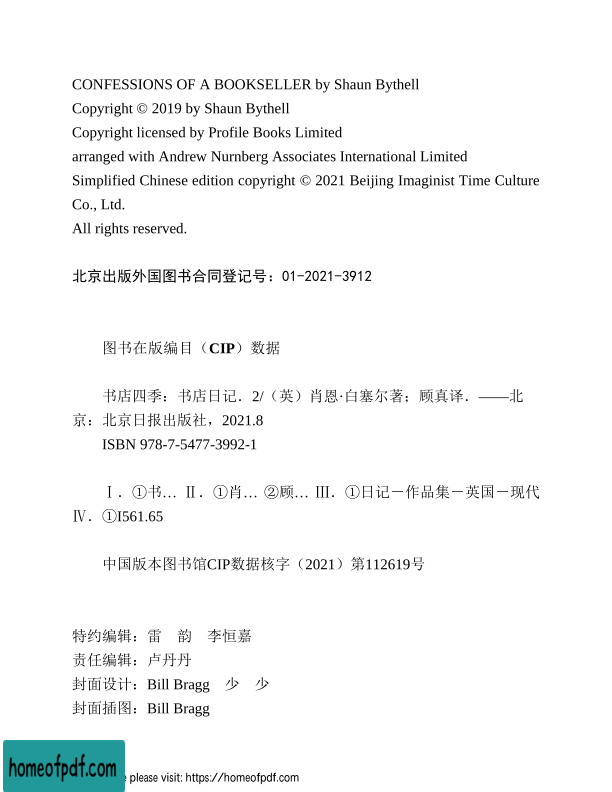 CONFESSIONS OF A BOOKSELLER by Shaun Bythell
Copyright © 2019 by Shaun Bythell
Copyright licensed by Profile Books Limited
arranged with Andrew Nurnberg Associates International Limited
Simplified Chinese edition copyright © 2021 Beijing Imaginist Time Culture
Co., Ltd.
All rights reserved.
北京出版外国图书合同登记号：01-2021-3912
图书在版编目（CIP）数据
书店四季：书店日记．2/（英）肖恩·白塞尔著；顾真译．——北
京：北京日报出版社，2021.8
ISBN 978-7-5477-3992-1
Ⅰ．①书… Ⅱ．①肖… ②顾… Ⅲ．①日记－作品集－英国－现代
Ⅳ．①I561.65
中国版本图书馆CIP数据核字（2021）第112619号
特约编辑：雷　韵　李恒嘉
责任编辑：卢丹丹
封面设计：Bill Bragg　少　少
封面插图：Bill Bragg
homeofpdf.com
please visit: https://homeofpdf.com